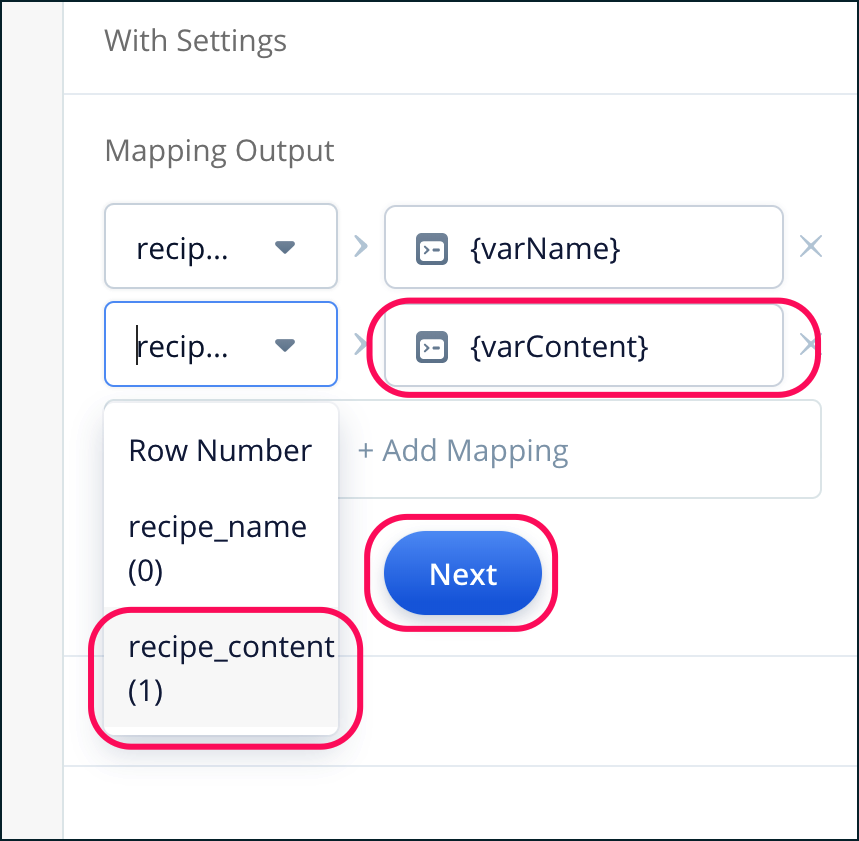 With Settings
Mapping Output
recip...
{varName}
recip...
{varContent}
Row Number
+ Add Mapping
recipe_name
(0)
Next
recipe_content
(1)